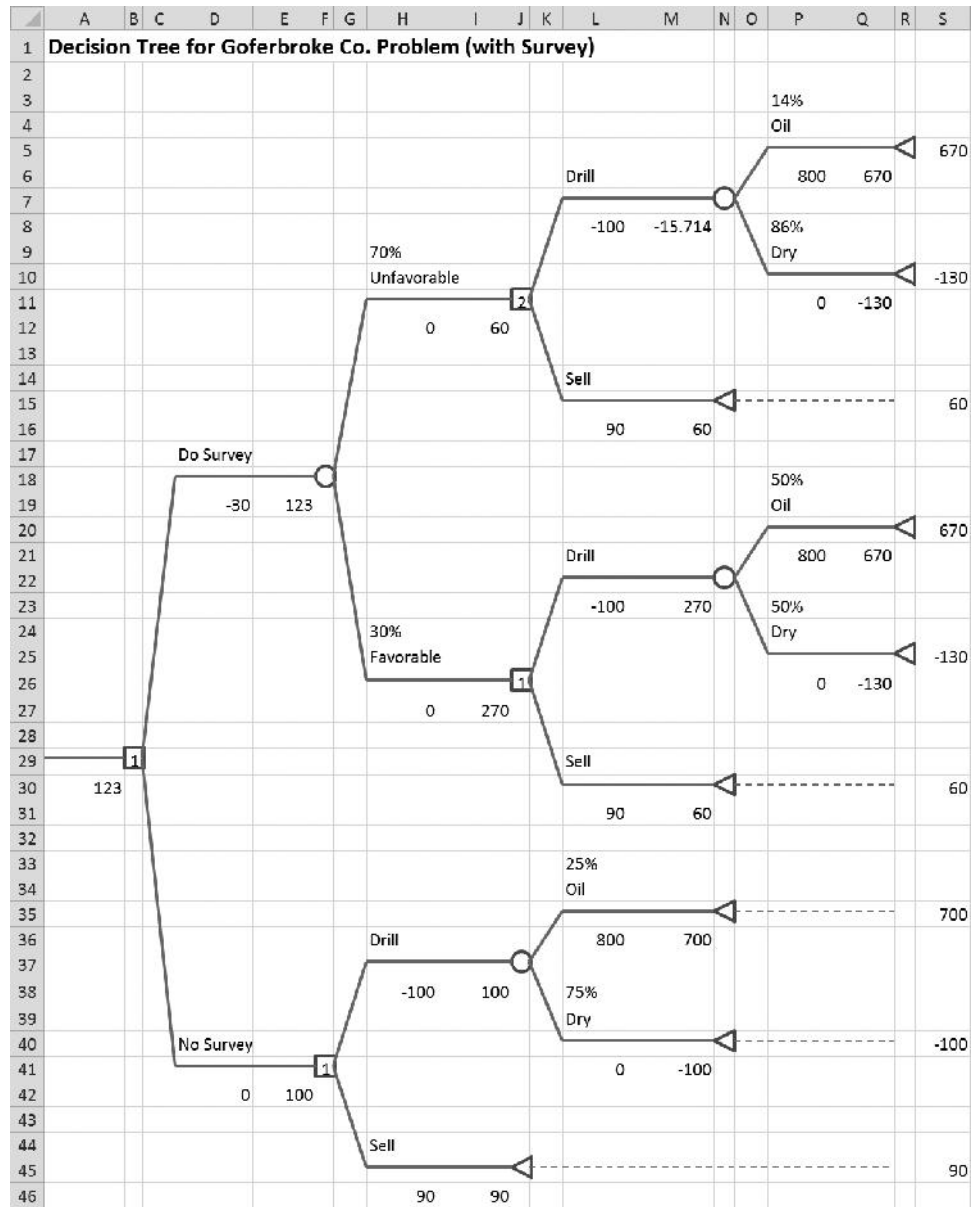 A B C D E F G H I J K L M N O P Q R S
1 Decision Tree for Goferbroke Co. Problem (with Survey)
2
3 14%
4 Oil
5 670
6 Drill 800 670
7
8 -100 -15.714 86%
9 70% Dry
10 Unfavorable -130
11 2 0 -130
12 0 60
13
14 Sell
15 60
16 90 60
17 Do Survey
18 50%
19 -30 123 Oil
20 670
21 Drill 800 670
22
23 -100 270 50%
24 30% Dry
25 Favorable -130
26 1 0 -130
27 0 270
28
29 1 Sell
30 123 60
31 90 60
32
33 25%
34 Oil
35 700
36 Drill 800 700
37
38 -100 100 75%
39 Dry
40 No Survey -100
41 1 0 -100
42 0 100
43
44 Sell
45 90
46 90 90